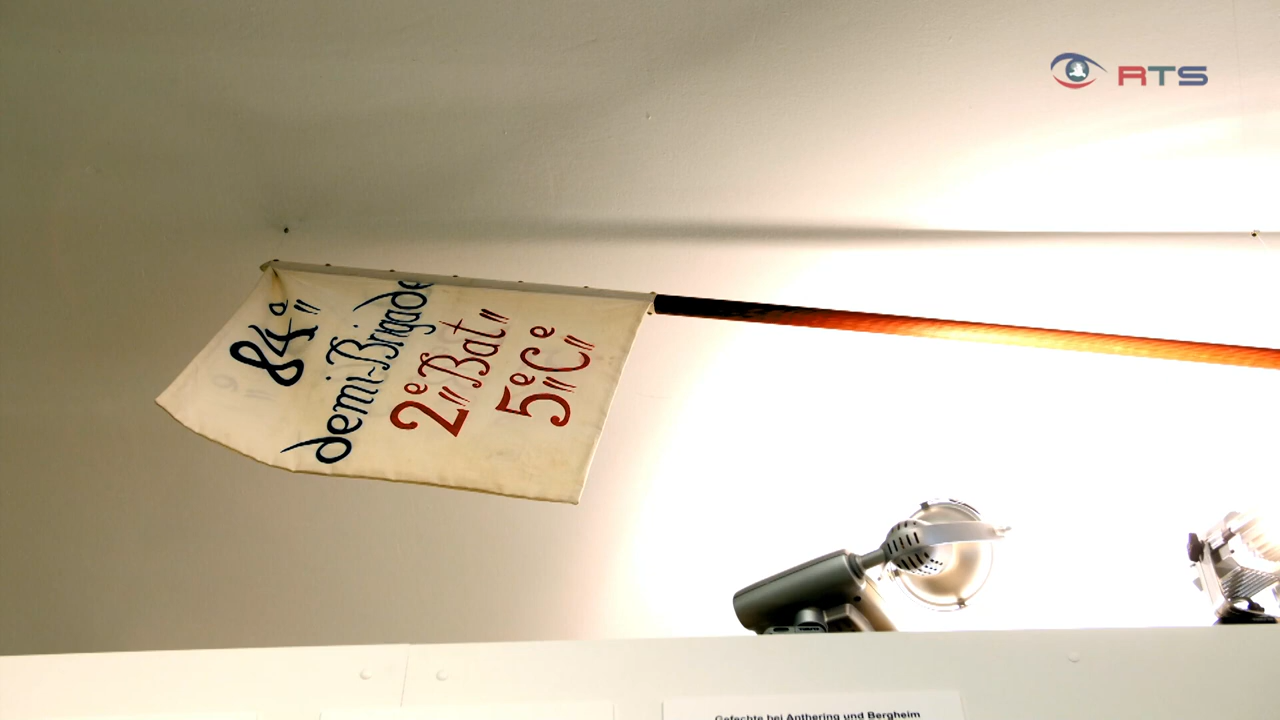 RTS
84e "
demi-Brigade
2e " Bat "
5e " Ce "
Gefechte bei Anthering und Bergheim